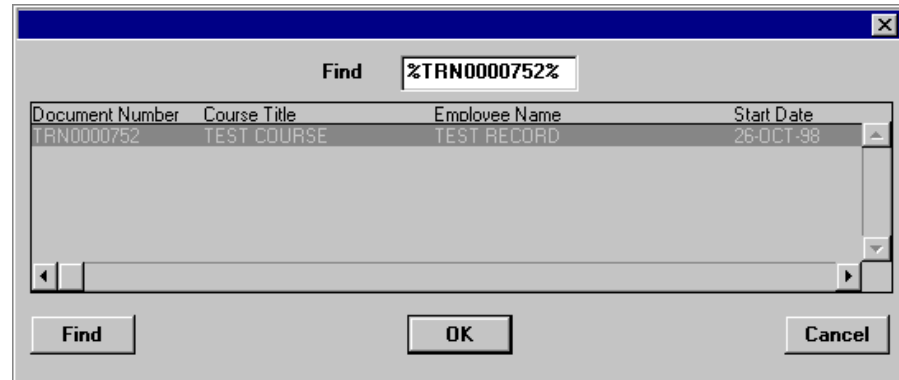 Find %TRN0000752%
Document Number Course Title Employee Name Start Date
TRN0000752 TEST COURSE TEST RECORD 26-OCT-98
Find OK Cancel